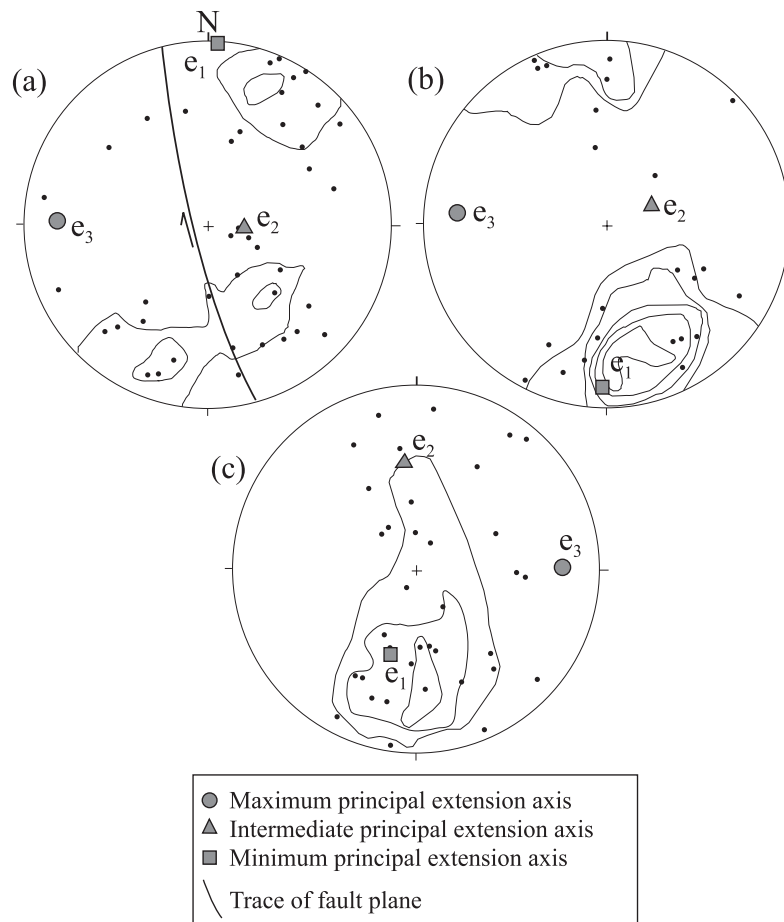 N
e1
(a)
e3
e2
(b)
e3
e2
e1
(c)
e2
e3
e1
Maximum principal extension axis
Intermediate principal extension axis
Minimum principal extension axis
Trace of fault plane